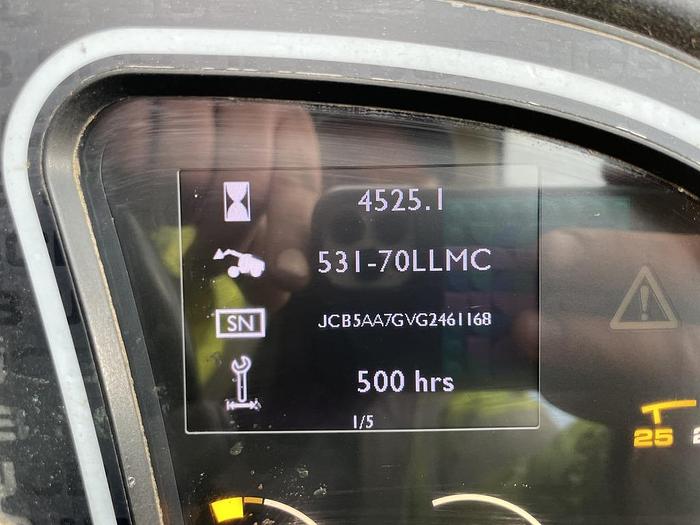 4525.1
531-70LLMC
SN JCB5AA7GVG2461168
500 hrs
1/5
25